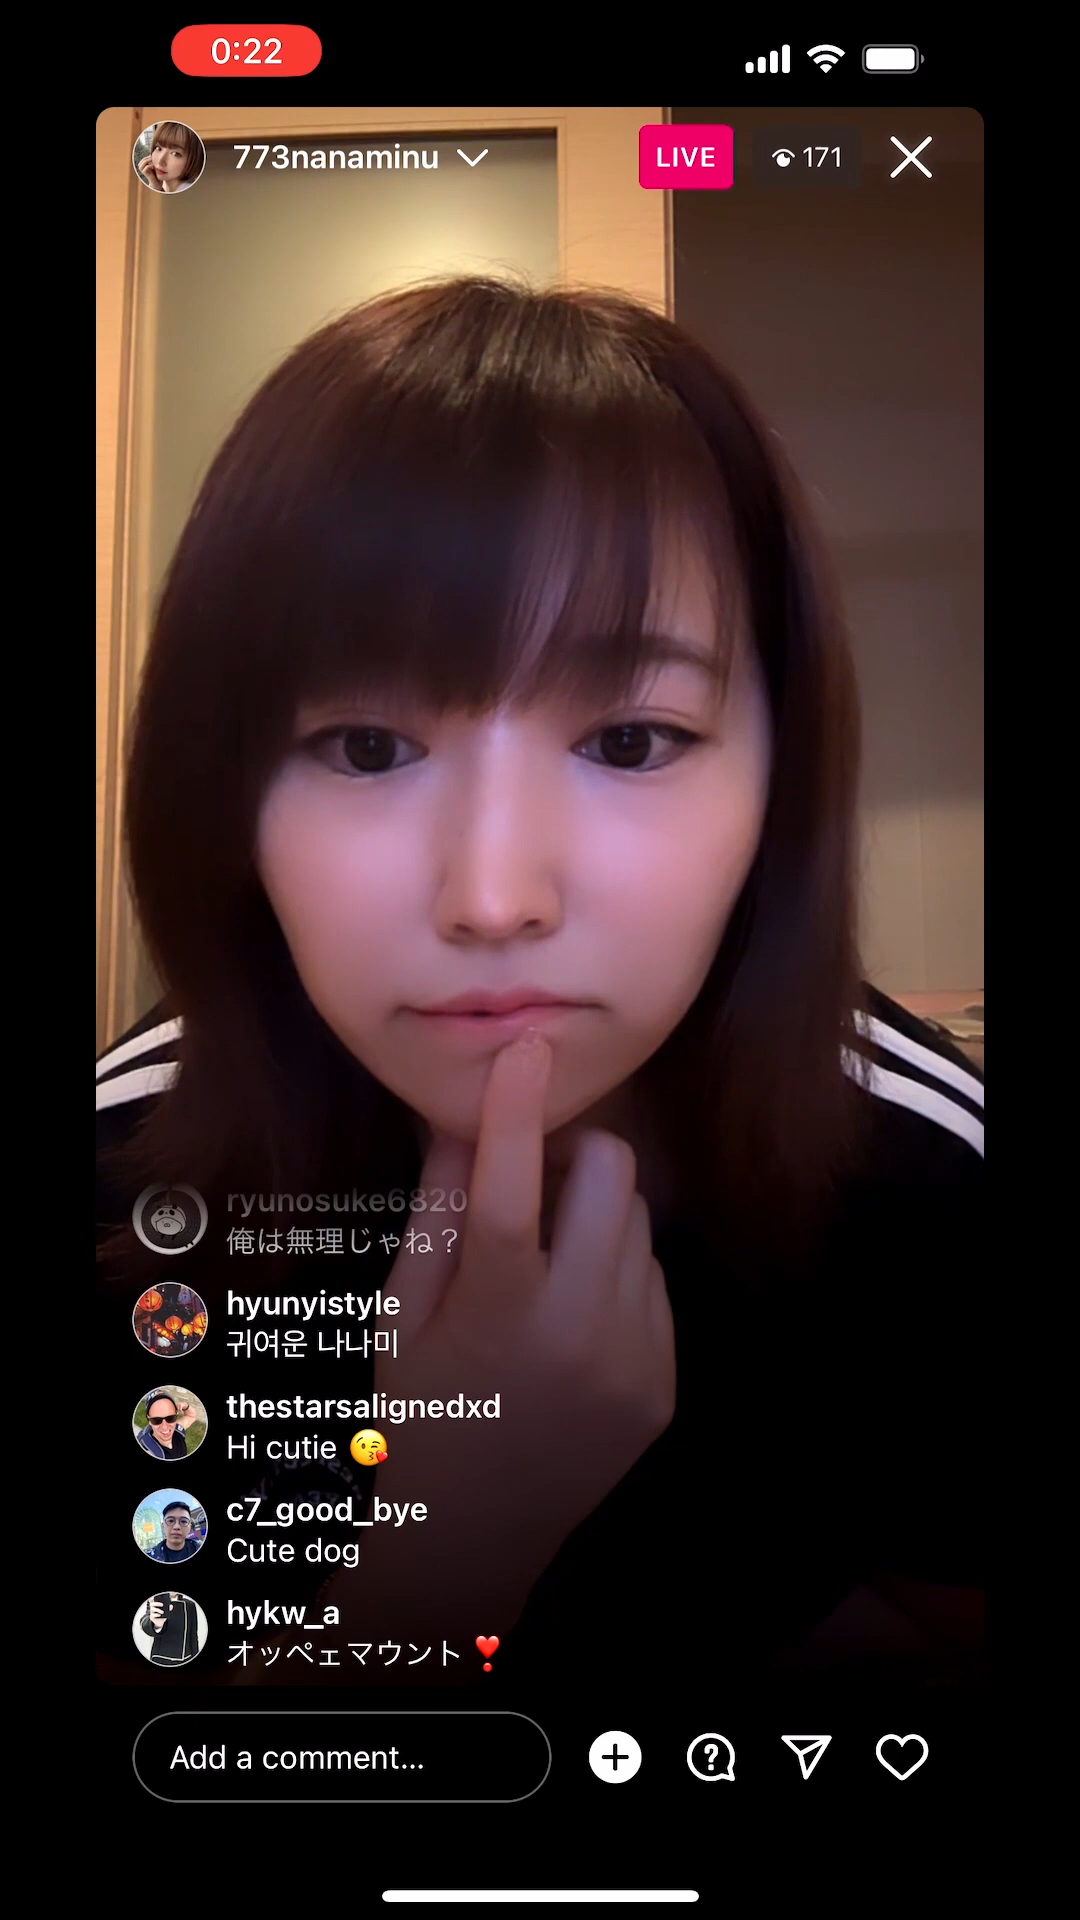 0:22
773nanaminu
LIVE
171
ryunosuke6820
俺は無理じゃね？
hyunyistyle
귀여운 나나미
thestarsalignedxd
Hi cutie 😘
c7_good_bye
Cute dog
hykw_a
オッペェマウント❣️
Add a comment...